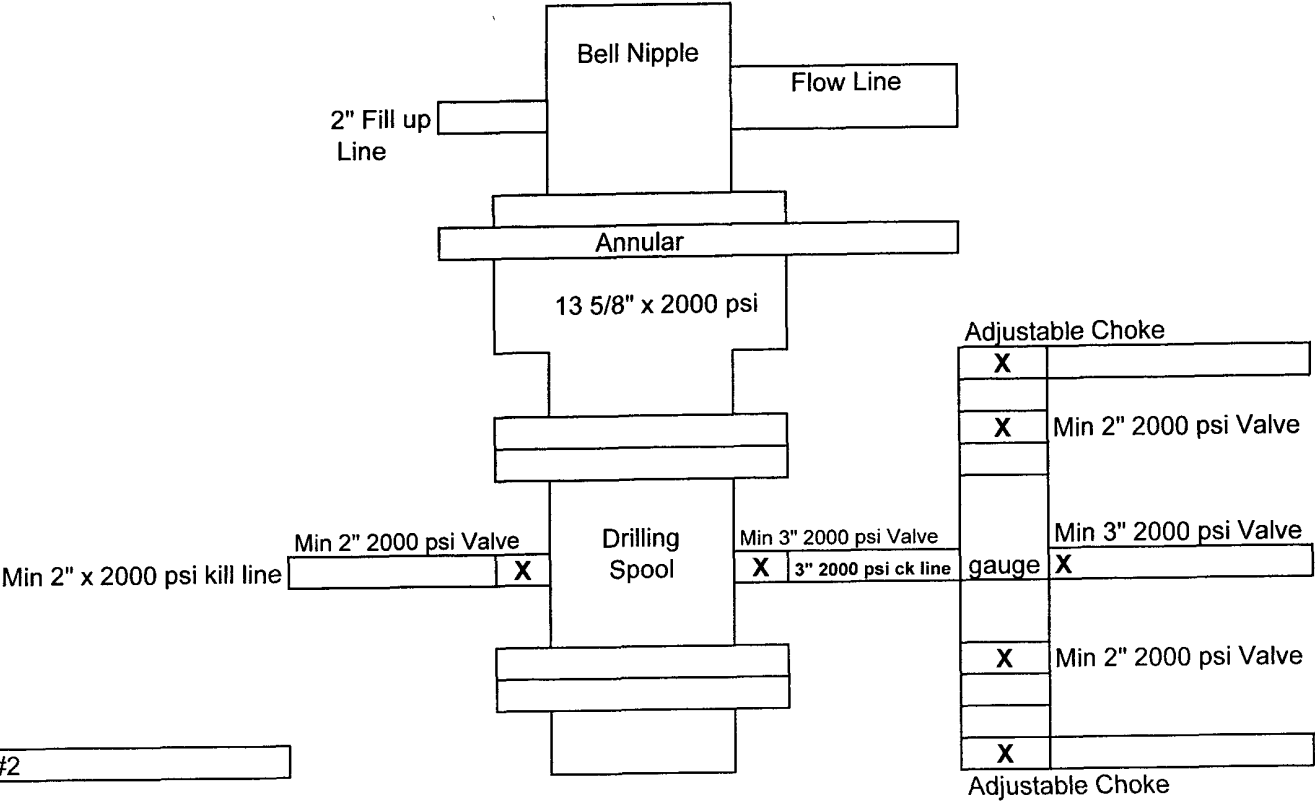 Bell Nipple
Flow Line
2" Fill up
Line
Annular
13 5/8" x 2000 psi
Adjustable Choke
X
X Min 2" 2000 psi Valve
Min 2" 2000 psi Valve
Drilling
Spool
Min 3" 2000 psi Valve
Min 3" 2000 psi Valve
Min 2" x 2000 psi kill line
X
X
3" 2000 psi ck line
gauge
X
X Min 2" 2000 psi Valve
#2
X
Adjustable Choke